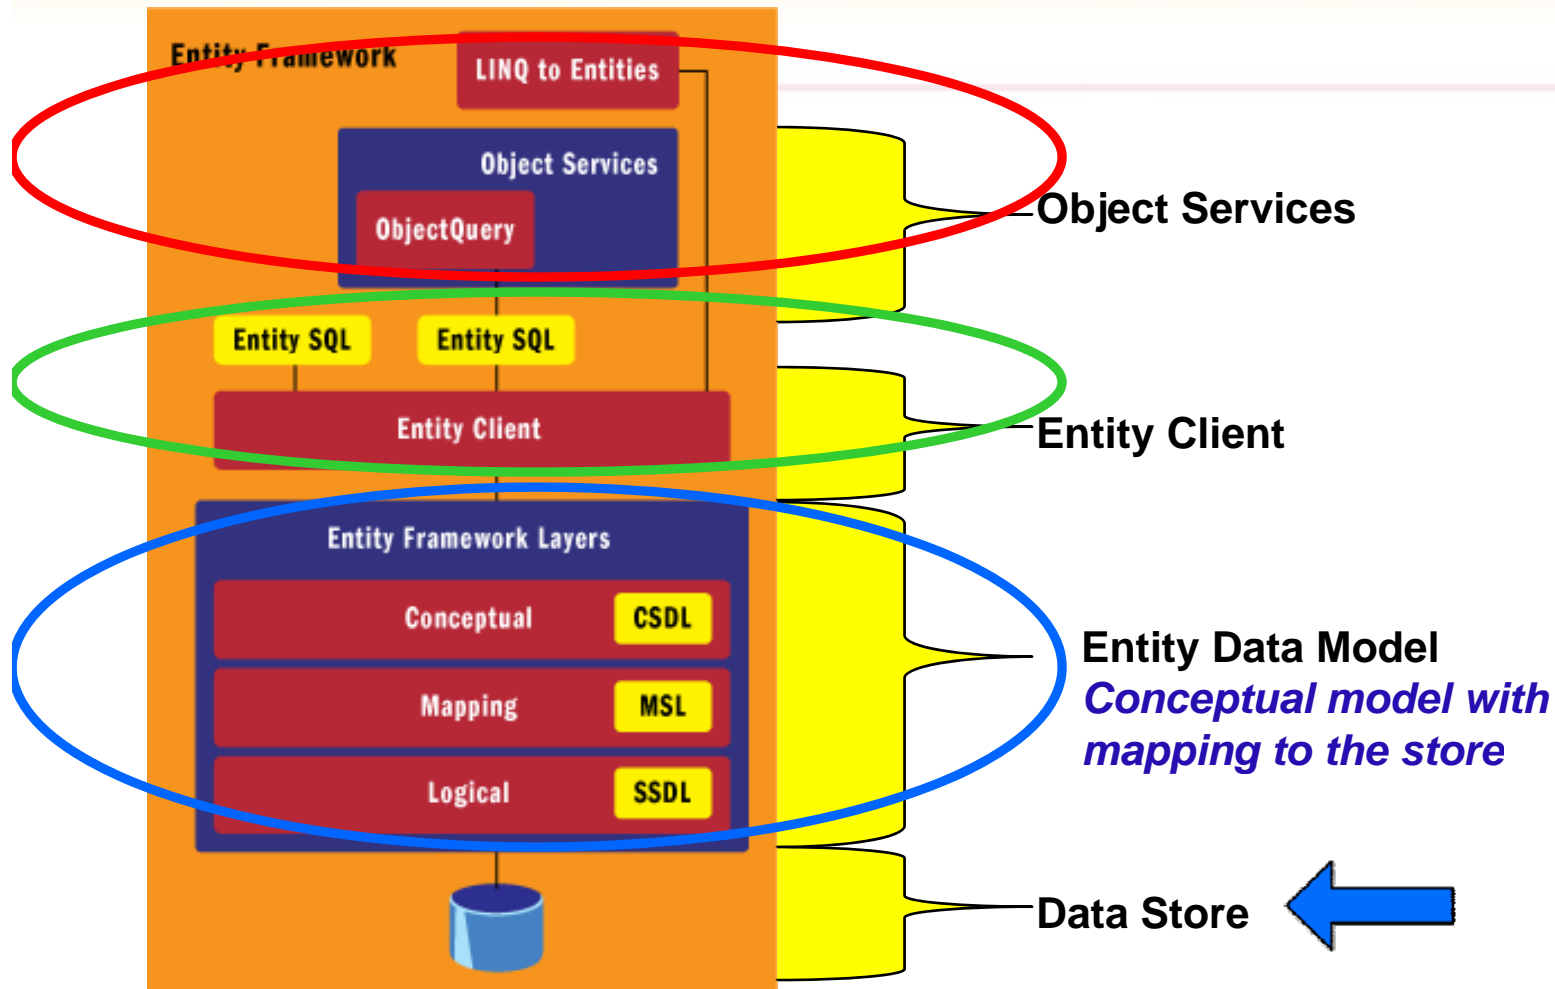 Entity Framework
LINQ to Entities
Object Services
ObjectQuery
Object Services
Entity SQL
Entity SQL
Entity Client
Entity Client
Entity Framework Layers
Conceptual
CSDL
Mapping
MSL
Logical
SSDL
Entity Data Model
Conceptual model with
mapping to the store
Data Store